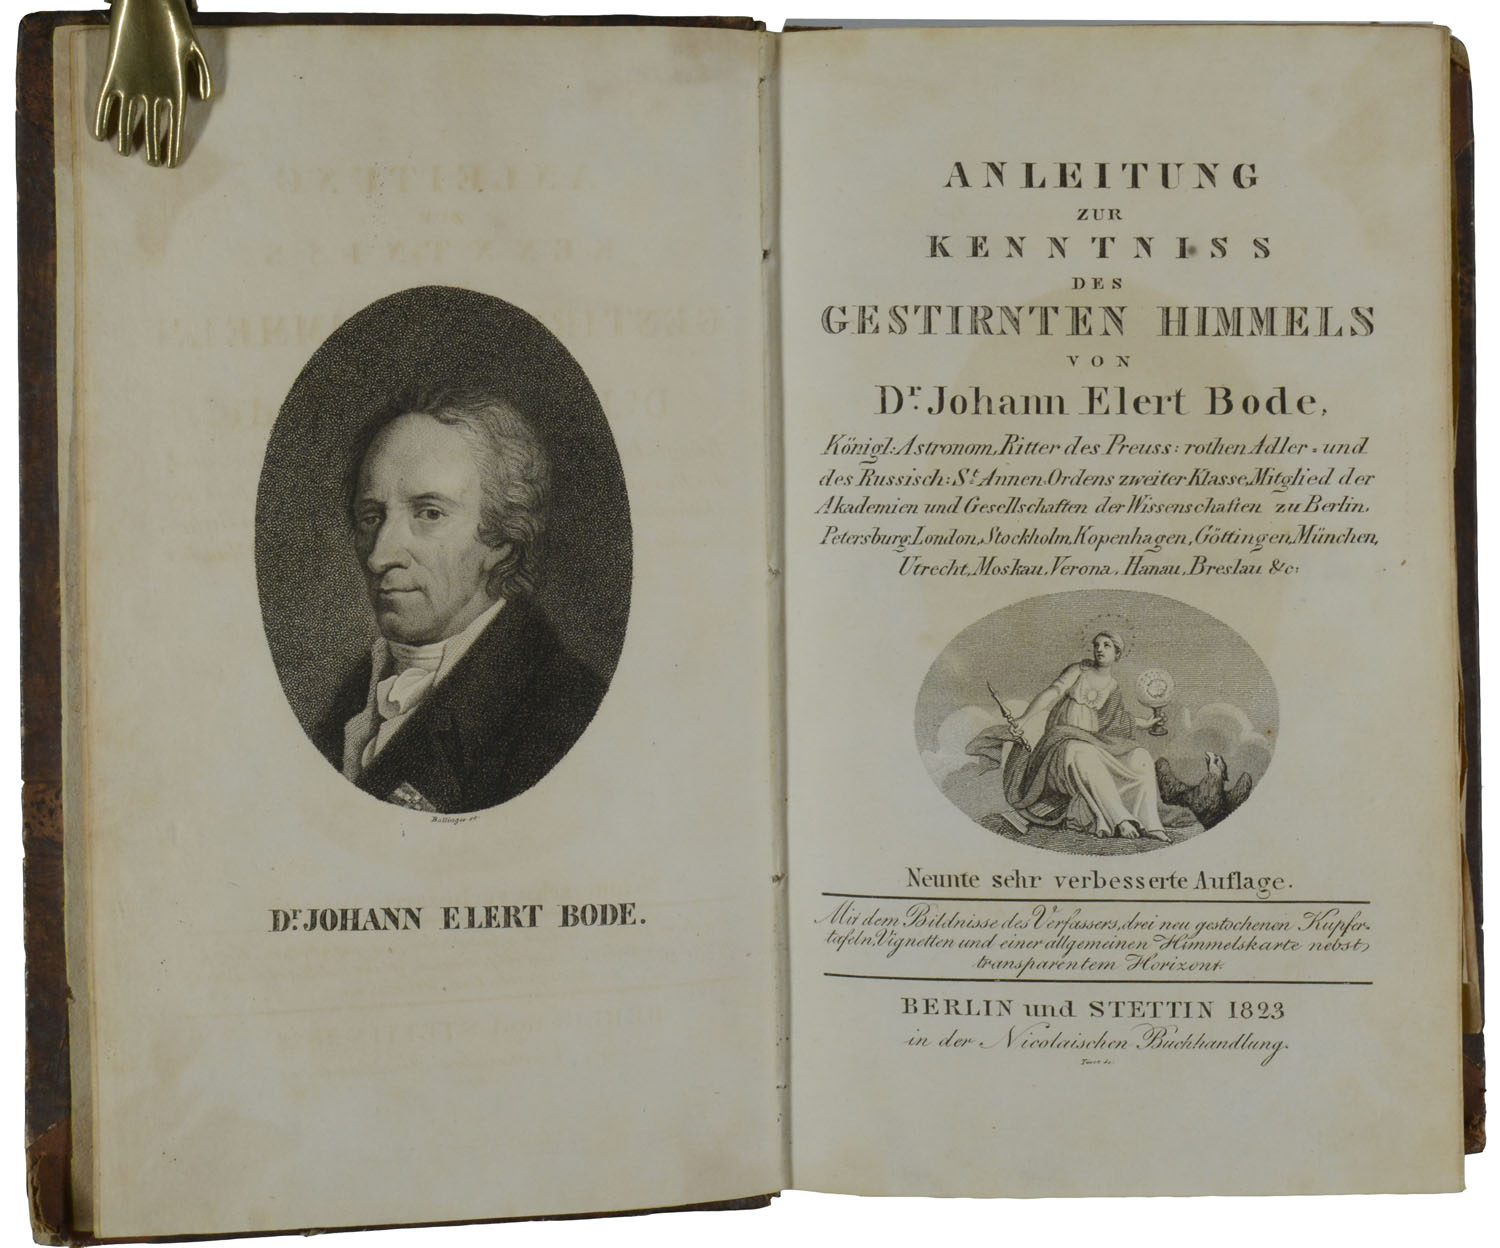 Bollinger sc.
Dr. JOHANN ELERT BODE.
ANLEITUNG
ZUR
KENNTNISS
DES
GESTIRNTEN HIMMELS
VON
Dr. Johann Elert Bode,
Königl: Astronom, Ritter des Preuss: rothen Adler = und
des Russisch: St. Annen Ordens zweiter Klasse, Mitglied der
Akademien und Gesellschaften der Wissenschaften zu Berlin,
Petersburg, London, Stockholm, Kopenhagen, Göttingen, München,
Utrecht, Moskau, Verona, Hanau, Breslau &c:
Neunte sehr verbesserte Auflage.
Mit dem Bildnisse des Verfassers, drei neu gestochenen Kupfer=
tafeln, Vignetten und einer allgemeinen Himmelskarte nebst
transparentem Horizont.
BERLIN und STETTIN 1823
in der Nicolaischen Buchhandlung.